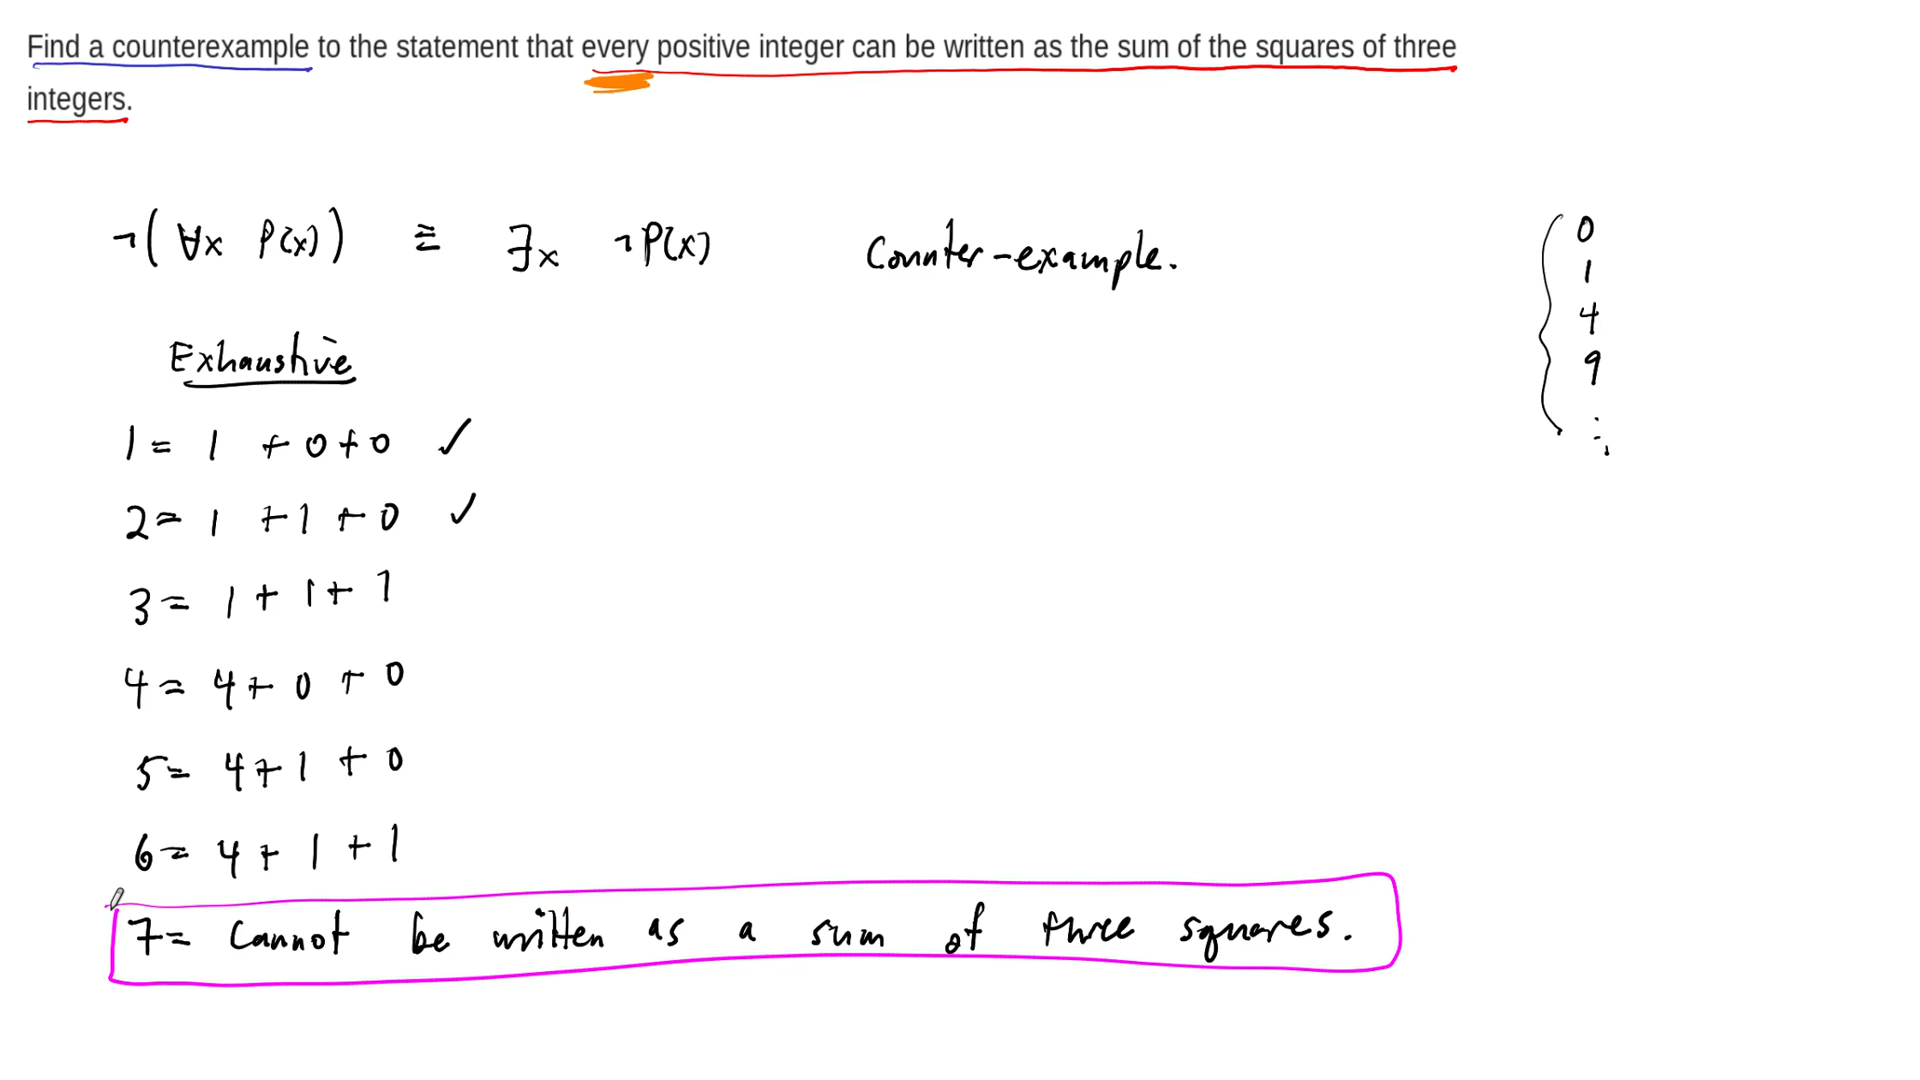 Find a counterexample to the statement that every positive integer can be written as the sum of the squares of three
integers.
¬(∀x P(x)) ≡ ∃x ¬P(x) Counter-example.
0
1
4
9
⋮
Exhaustive
1 = 1 + 0 + 0 ✓
2 = 1 + 1 + 0 ✓
3 = 1 + 1 + 1
4 = 4 + 0 + 0
5 = 4 + 1 + 0
6 = 4 + 1 + 1
7 = Cannot be written as a sum of three squares.